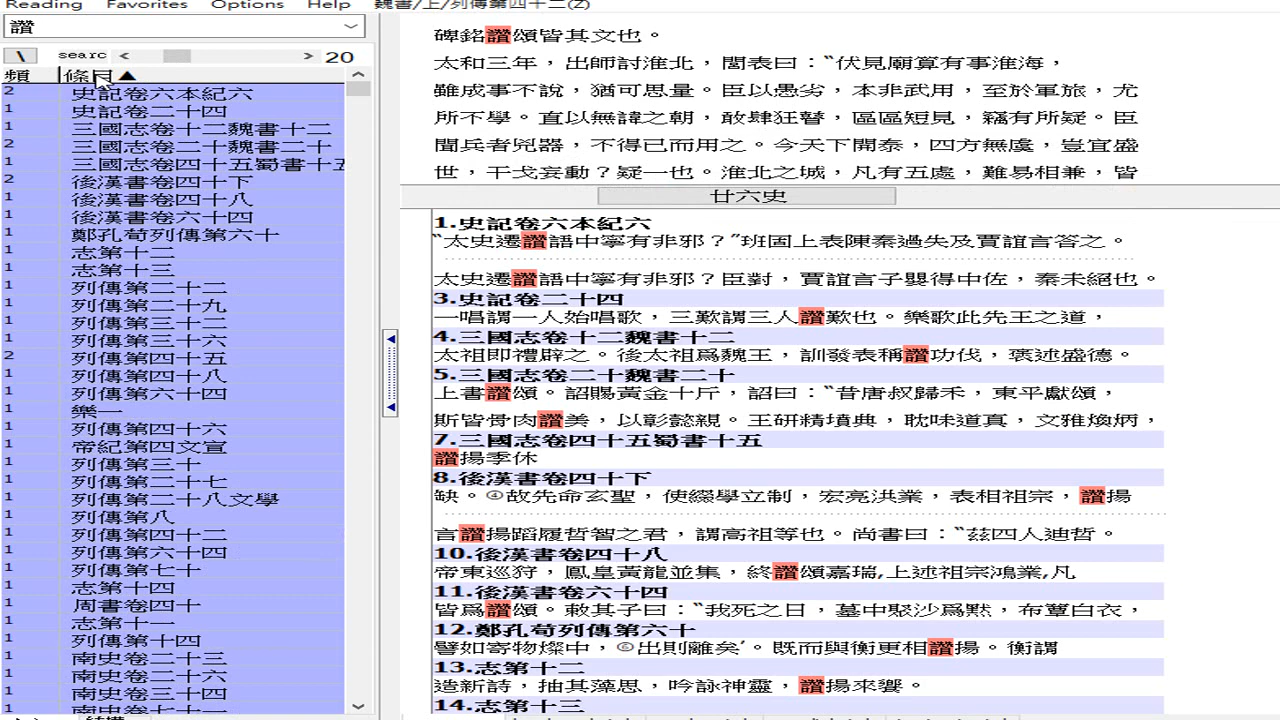 Reading Favorites Options Help 魏書/上/列傳第四十二(Z)
讚
\ searc < > 20
頻 條目
2 史記卷六本紀六
1 史記卷二十四
1 三國志卷十二魏書十二
2 三國志卷二十魏書二十
1 三國志卷四十五蜀書十五
2 後漢書卷四十下
1 後漢書卷四十八
1 後漢書卷六十四
1 鄭孔荀列傳第六十
1 志第十二
1 志第十三
1 列傳第二十二
1 列傳第二十九
1 列傳第三十二
1 列傳第三十六
2 列傳第四十五
1 列傳第四十八
1 列傳第六十四
1 樂一
1 列傳第四十六
1 帝紀第四文宣
1 列傳第三十
1 列傳第二十七
1 列傳第二十八文學
1 列傳第八
1 列傳第四十二
1 列傳第六十四
1 列傳第七十
1 志第十四
1 周書卷四十
1 志第十一
1 列傳第十四
1 南史卷二十三
1 南史卷二十六
1 南史卷三十四
南史卷七十一
碑銘讚頌皆其文也。
太和三年，出師討淮北，閭表曰：“伏見廟算有事淮海，
雖成事不說，猶可思量。臣以愚劣，本非武用，至於軍旅，尤
所不學。直以無諱之朝，敢肆狂瞽，區區短見，竊有所疑。臣
聞兵者兇器，不得已而用之。今天下開泰，四方無虞，豈宜盛
世，干戈妄動？疑一也。淮北之城，凡有五處，難易相兼，皆
廿六史
1.史記卷六本紀六
“太史遷讚語中寧有非邪？”班固上表陳秦過失及賈誼言答之。
太史遷讚語中寧有非邪？臣對，賈誼言子嬰得中佐，秦未絕也。
3.史記卷二十四
一唱謂一人始唱歌，三歎謂三人讚歎也。樂歌此先王之道，
4.三國志卷十二魏書十二
太祖即禮辟之。後太祖爲魏王，訓發表稱讚功伐，褒述盛德。
5.三國志卷二十魏書二十
上書讚頌。詔賜黃金十斤，詔曰：“昔唐叔歸禾，東平獻頌，
斯皆骨肉讚美，以彰懿親。王研精墳典，耽味道真，文雅煥炳，
7.三國志卷四十五蜀書十五
讚揚季休
8.後漢書卷四十下
缺。④故先命玄聖，使綴學立制，宏亮洪業，表相祖宗，讚揚
言讚揚蹈履哲智之君，謂高祖等也。尚書曰：“茲四人迪哲。
10.後漢書卷四十八
帝東巡狩，鳳皇黃龍並集，終讚頌嘉瑞,上述祖宗鴻業,凡
11.後漢書卷六十四
皆爲讚頌。敕其子曰：“我死之日，墓中聚沙爲黙，布簟白衣，
12.鄭孔荀列傳第六十
譬如寄物缻中，⑥出則離矣’。既而與衡更相讚揚。衡謂
13.志第十二
造新詩，抽其藻思，吟詠神靈，讚揚來饗。
14.志第十三